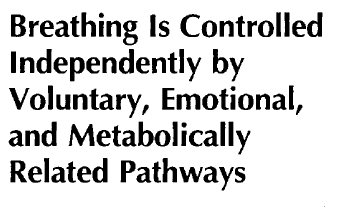 Breathing Is Controlled
Independently by
Voluntary, Emotional,
and Metabolically
Related Pathways